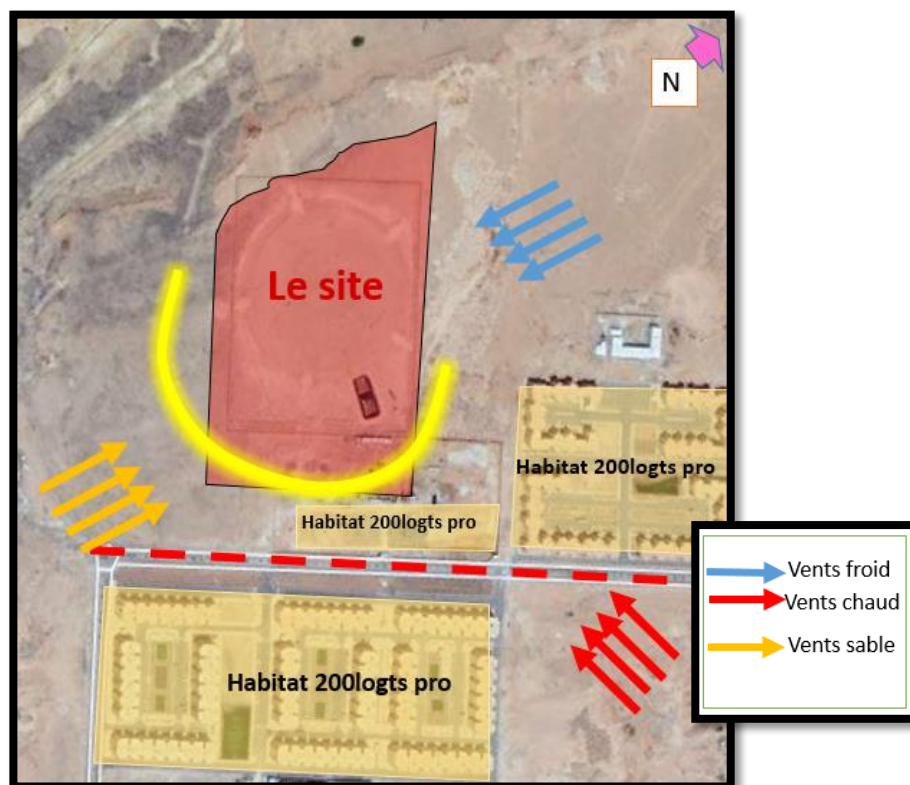 N
Le site
Habitat 200logts pro
Habitat 200logts pro
Habitat 200logts pro
Vents froid
Vents chaud
Vents sable